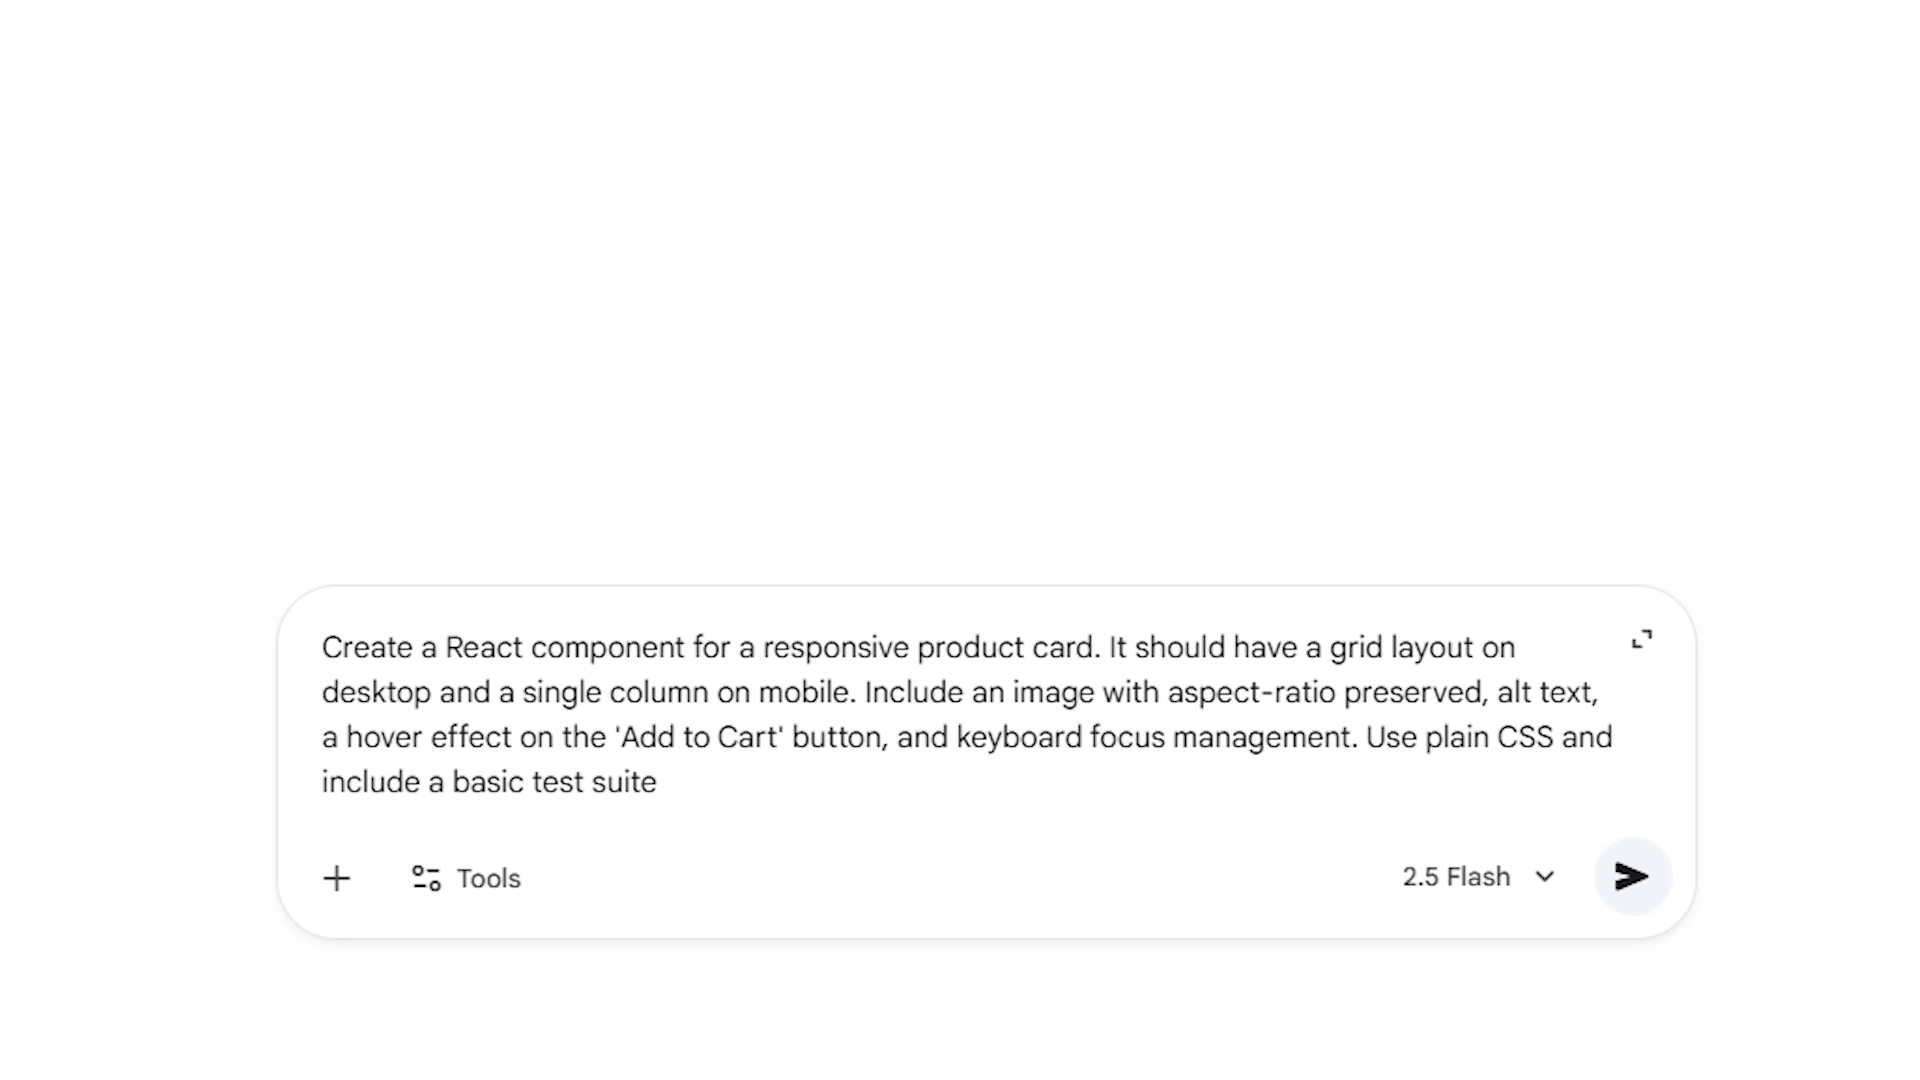 Create a React component for a responsive product card. It should have a grid layout on
desktop and a single column on mobile. Include an image with aspect-ratio preserved, alt text,
a hover effect on the 'Add to Cart' button, and keyboard focus management. Use plain CSS and
include a basic test suite
Tools
2.5 Flash